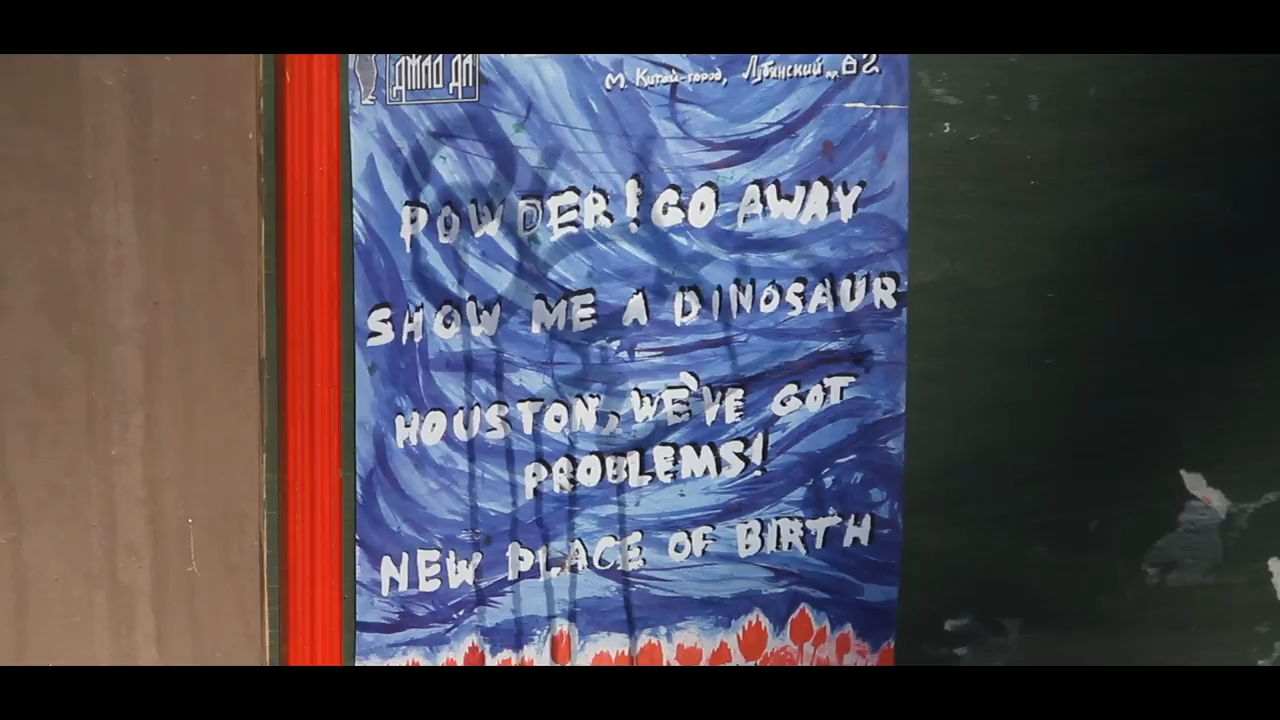 м. Китай-город, Лубянский пр.
POWDER! GO AWAY
SHOW ME A DINOSAUR
HOUSTON, WE'VE GOT
PROBLEMS!
NEW PLACE OF BIRTH